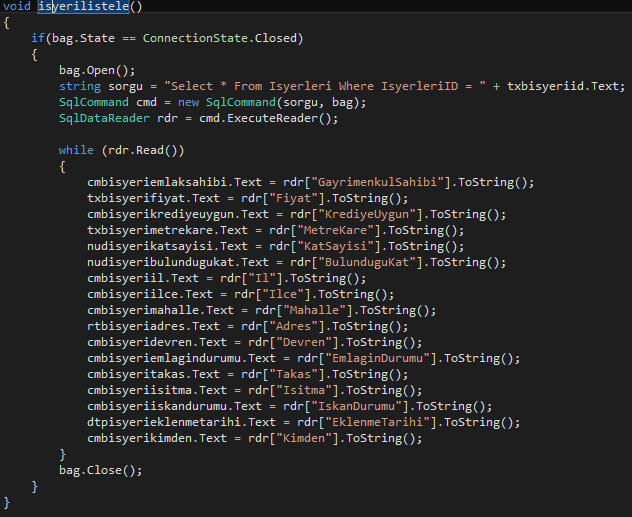 void isyerilistele()
{
if(bag.State == ConnectionState.Closed)
{
bag.Open();
string sorgu = "Select * From Isyerleri Where IsyerleriID = " + txbisyeriid.Text;
SqlCommand cmd = new SqlCommand(sorgu, bag);
SqlDataReader rdr = cmd.ExecuteReader();
while (rdr.Read())
{
cmbisyeriemlaksahibi.Text = rdr["GayrimenkulSahibi"].ToString();
txbisyerifiyat.Text = rdr["Fiyat"].ToString();
cmbisyerikrediyeuygun.Text = rdr["KrediyeUygun"].ToString();
txbisyerimetrekare.Text = rdr["MetreKare"].ToString();
nudisyerikatsayisi.Text = rdr["KatSayisi"].ToString();
nudisyeribulundugukat.Text = rdr["BulunduguKat"].ToString();
cmbisyeriil.Text = rdr["Il"].ToString();
cmbisyeriilce.Text = rdr["Ilce"].ToString();
cmbisyerimahalle.Text = rdr["Mahalle"].ToString();
rtbisyeriadres.Text = rdr["Adres"].ToString();
cmbisyeridevren.Text = rdr["Devren"].ToString();
cmbisyeriemlagindurumu.Text = rdr["EmlaginDurumu"].ToString();
cmbisyeritakas.Text = rdr["Takas"].ToString();
cmbisyeriisitma.Text = rdr["Isitma"].ToString();
cmbisyeriiskandurumu.Text = rdr["IskanDurumu"].ToString();
dtpisyerieklenmetarihi.Text = rdr["EklenmeTarihi"].ToString();
cmbisyerikimden.Text = rdr["Kimden"].ToString();
}
bag.Close();
}
}